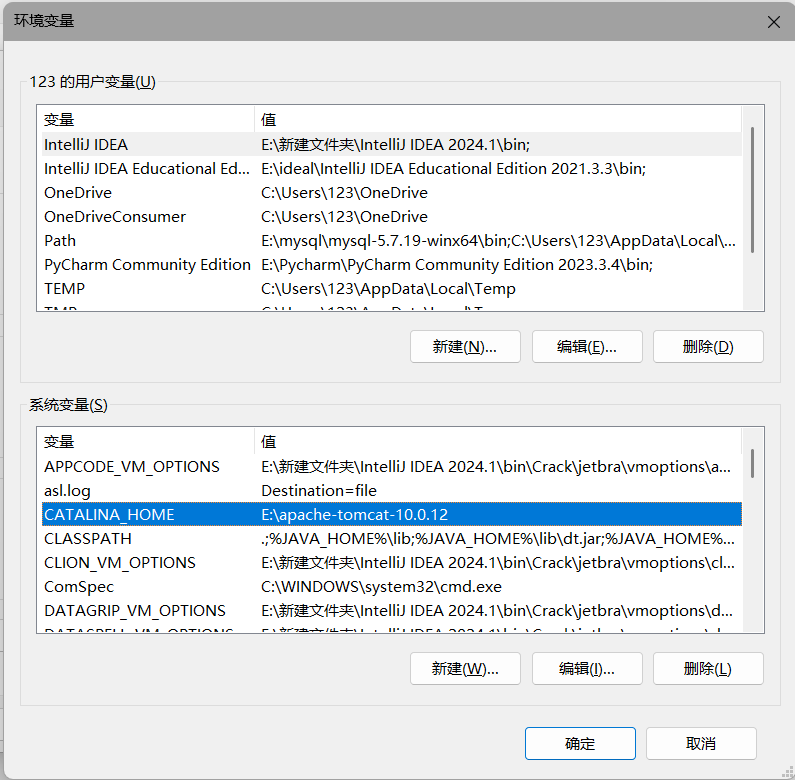 环境变量
123 的用户变量(U)
变量 值
IntelliJ IDEA E:\新建文件夹\IntelliJ IDEA 2024.1\bin;
IntelliJ IDEA Educational Ed... E:\ideal\IntelliJ IDEA Educational Edition 2021.3.3\bin;
OneDrive C:\Users\123\OneDrive
OneDriveConsumer C:\Users\123\OneDrive
Path E:\mysql\mysql-5.7.19-winx64\bin;C:\Users\123\AppData\Local\...
PyCharm Community Edition E:\Pycharm\PyCharm Community Edition 2023.3.4\bin;
TEMP C:\Users\123\AppData\Local\Temp
TMP C:\Users\123\AppData\Local\Temp
新建(N)... 编辑(E)... 删除(D)
系统变量(S)
变量 值
APPCODE_VM_OPTIONS E:\新建文件夹\IntelliJ IDEA 2024.1\bin\Crack\jetbra\vmoptions\a...
asl.log Destination=file
CATALINA_HOME E:\apache-tomcat-10.0.12
CLASSPATH .;%JAVA_HOME%\lib;%JAVA_HOME%\lib\dt.jar;%JAVA_HOME%...
CLION_VM_OPTIONS E:\新建文件夹\IntelliJ IDEA 2024.1\bin\Crack\jetbra\vmoptions\cl...
ComSpec C:\WINDOWS\system32\cmd.exe
DATAGRIP_VM_OPTIONS E:\新建文件夹\IntelliJ IDEA 2024.1\bin\Crack\jetbra\vmoptions\d...
新建(W)... 编辑(I)... 删除(L)
确定 取消